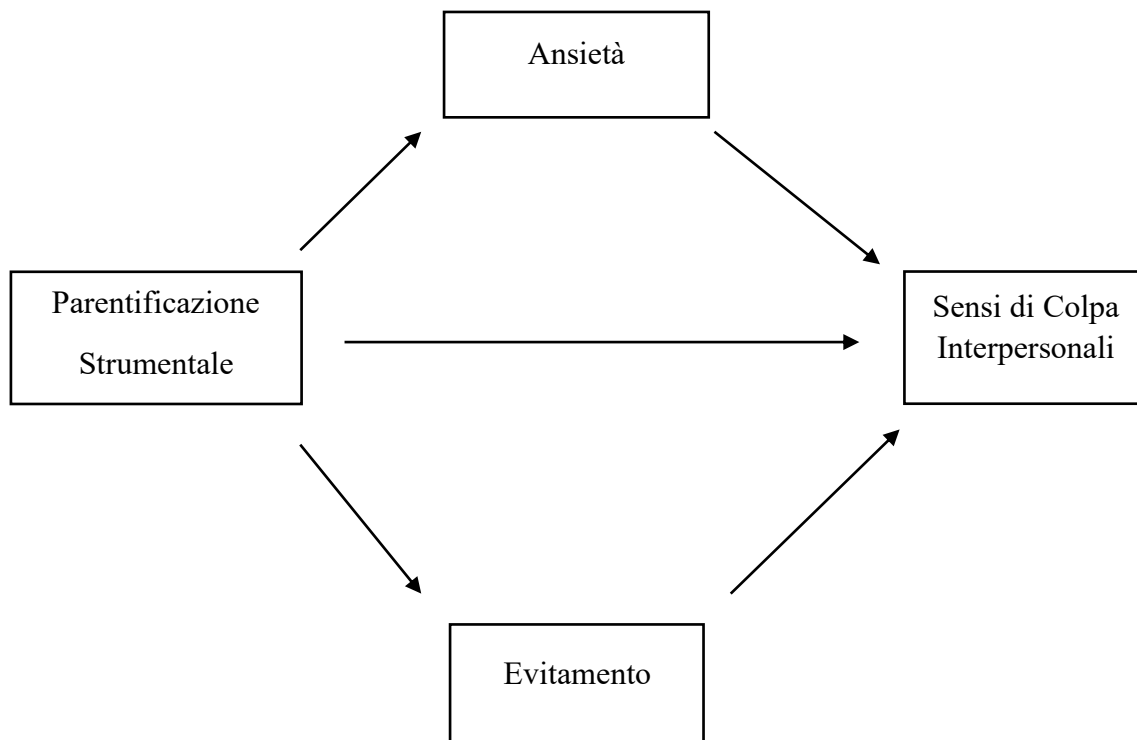 Ansietà
Parentificazione
Strumentale
Sensi di Colpa
Interpersonali
Evitamento